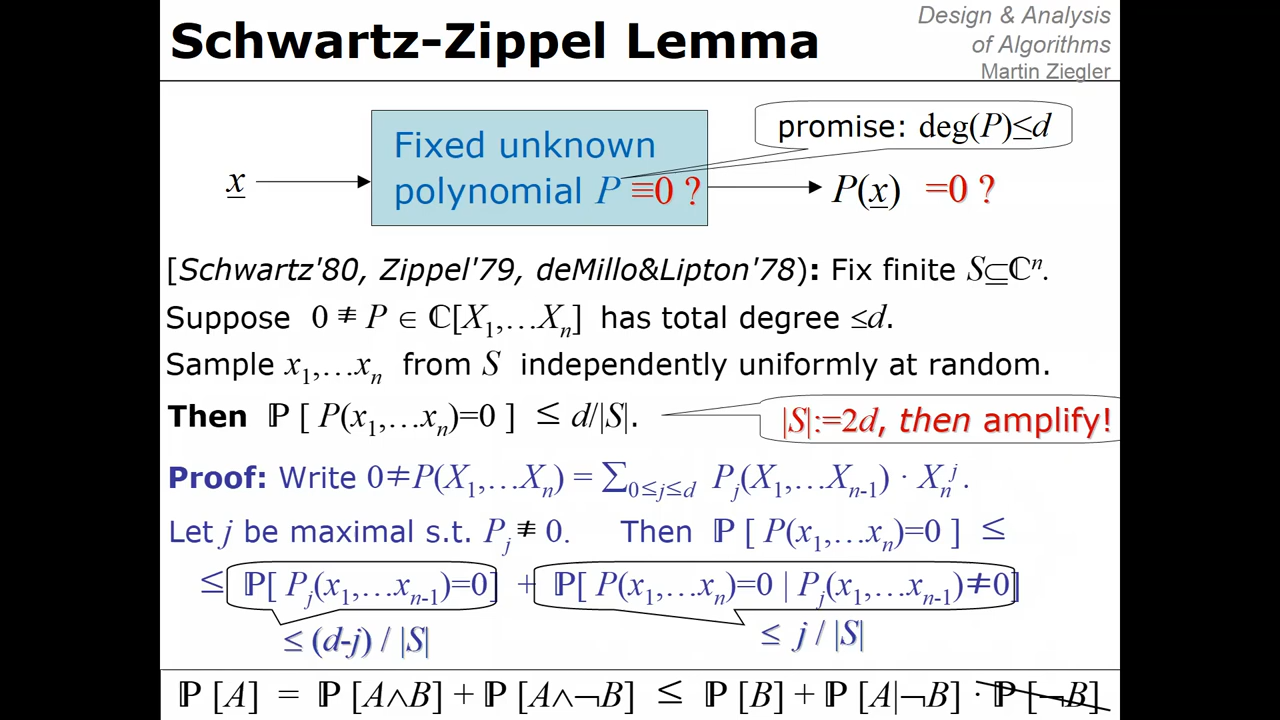 Schwartz-Zippel Lemma
Design & Analysis
of Algorithms
Martin Ziegler
promise: deg(P)≤d
Fixed unknown
polynomial P ≡0 ?
x
P(x) =0 ?
[Schwartz'80, Zippel'79, deMillo&Lipton'78): Fix finite S⊆ℂⁿ.
Suppose 0 ≢ P ∈ ℂ[X₁,…Xₙ] has total degree ≤d.
Sample x₁,…xₙ from S independently uniformly at random.
Then ℙ [ P(x₁,…xₙ)=0 ] ≤ d/|S|.
|S|:=2d, then amplify!
Proof: Write 0≠P(X₁,…Xₙ) = ∑₀≤j≤d Pⱼ(X₁,…Xₙ₋₁) · Xₙʲ.
Let j be maximal s.t. Pⱼ ≢ 0. Then ℙ [ P(x₁,…xₙ)=0 ] ≤
≤ ℙ[ Pⱼ(x₁,…xₙ₋₁)=0] + ℙ[ P(x₁,…xₙ)=0 | Pⱼ(x₁,…xₙ₋₁)≠0]
≤ (d-j) / |S|
≤ j / |S|
ℙ [A] = ℙ [A∧B] + ℙ [A∧¬B] ≤ ℙ [B] + ℙ [A|¬B] · ℙ [¬B]